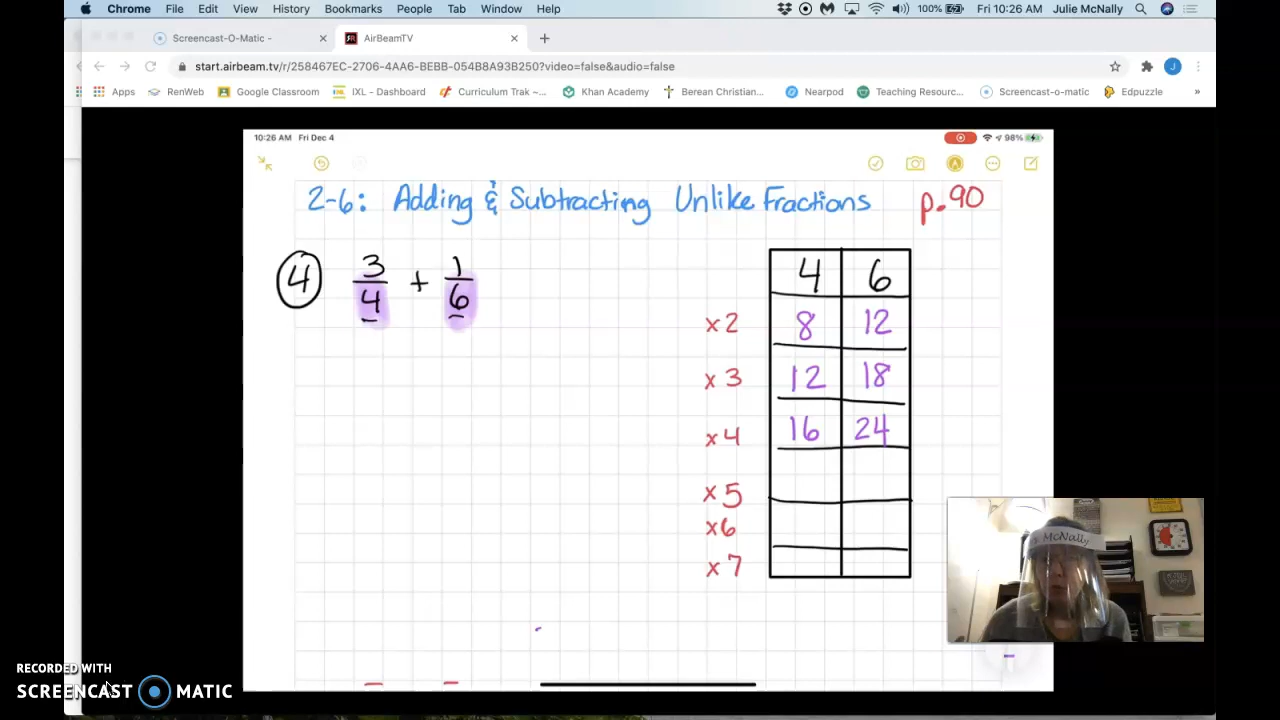 Chrome File Edit View History Bookmarks People Tab Window Help 100% Fri 10:26 AM Julie McNally
Screencast-O-Matic - AirBeamTV
start.airbeam.tv/r/258467EC-2706-4AA6-BEBB-054B8A93B250?video=false&audio=false
Apps RenWeb Google Classroom IXL - Dashboard Curriculum Trak ~... Khan Academy Berean Christian... Nearpod Teaching Resourc... Screencast-o-matic Edpuzzle »
10:26 AM Fri Dec 4 98%
2-6: Adding & Subtracting Unlike Fractions p.90
4 3/4 + 1/6
4 6
x2 8 12
x3 12 18
x4 16 24
x5
x6
x7
McNally
RECORDED WITH
SCREENCAST MATIC